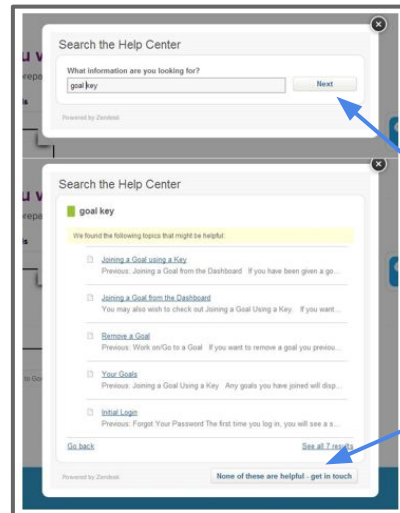 Search the Help Center
What information are you looking for?
goal key
Next
Powered by Zendesk
Search the Help Center
goal key
We found the following topics that might be helpful:
Joining a Goal using a Key
Previous: Joining a Goal from the Dashboard If you have been given a go...
Joining a Goal from the Dashboard
You may also wish to check out Joining a Goal Using a Key. If you want...
Remove a Goal
Previous: Work on/Go to a Goal If you want to remove a goal you previou...
Your Goals
Previous: Joining a Goal Using a Key Any goals you have joined will disp...
Initial Login
Previous: Forgot Your Password The first time you log in, you will see a s...
Go back
See all 7 results
Powered by Zendesk
None of these are helpful - get in touch